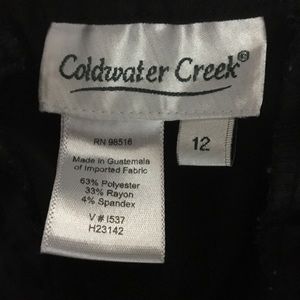 Coldwater Creek®
RN 98516
12
Made in Guatemala
of Imported Fabric
63% Polyester
33% Rayon
4% Spandex
V # I537
H23142